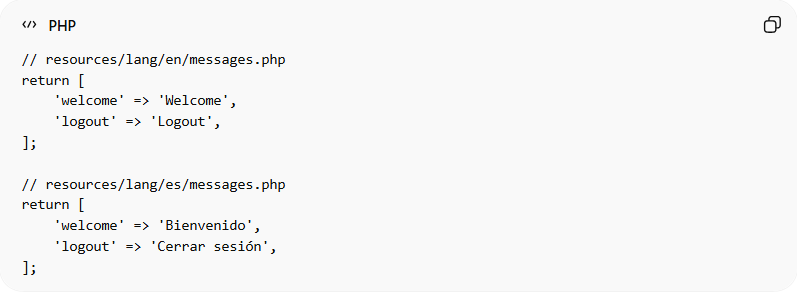 </> PHP
// resources/lang/en/messages.php
return [
    'welcome' => 'Welcome',
    'logout' => 'Logout',
];
// resources/lang/es/messages.php
return [
    'welcome' => 'Bienvenido',
    'logout' => 'Cerrar sesión',
];